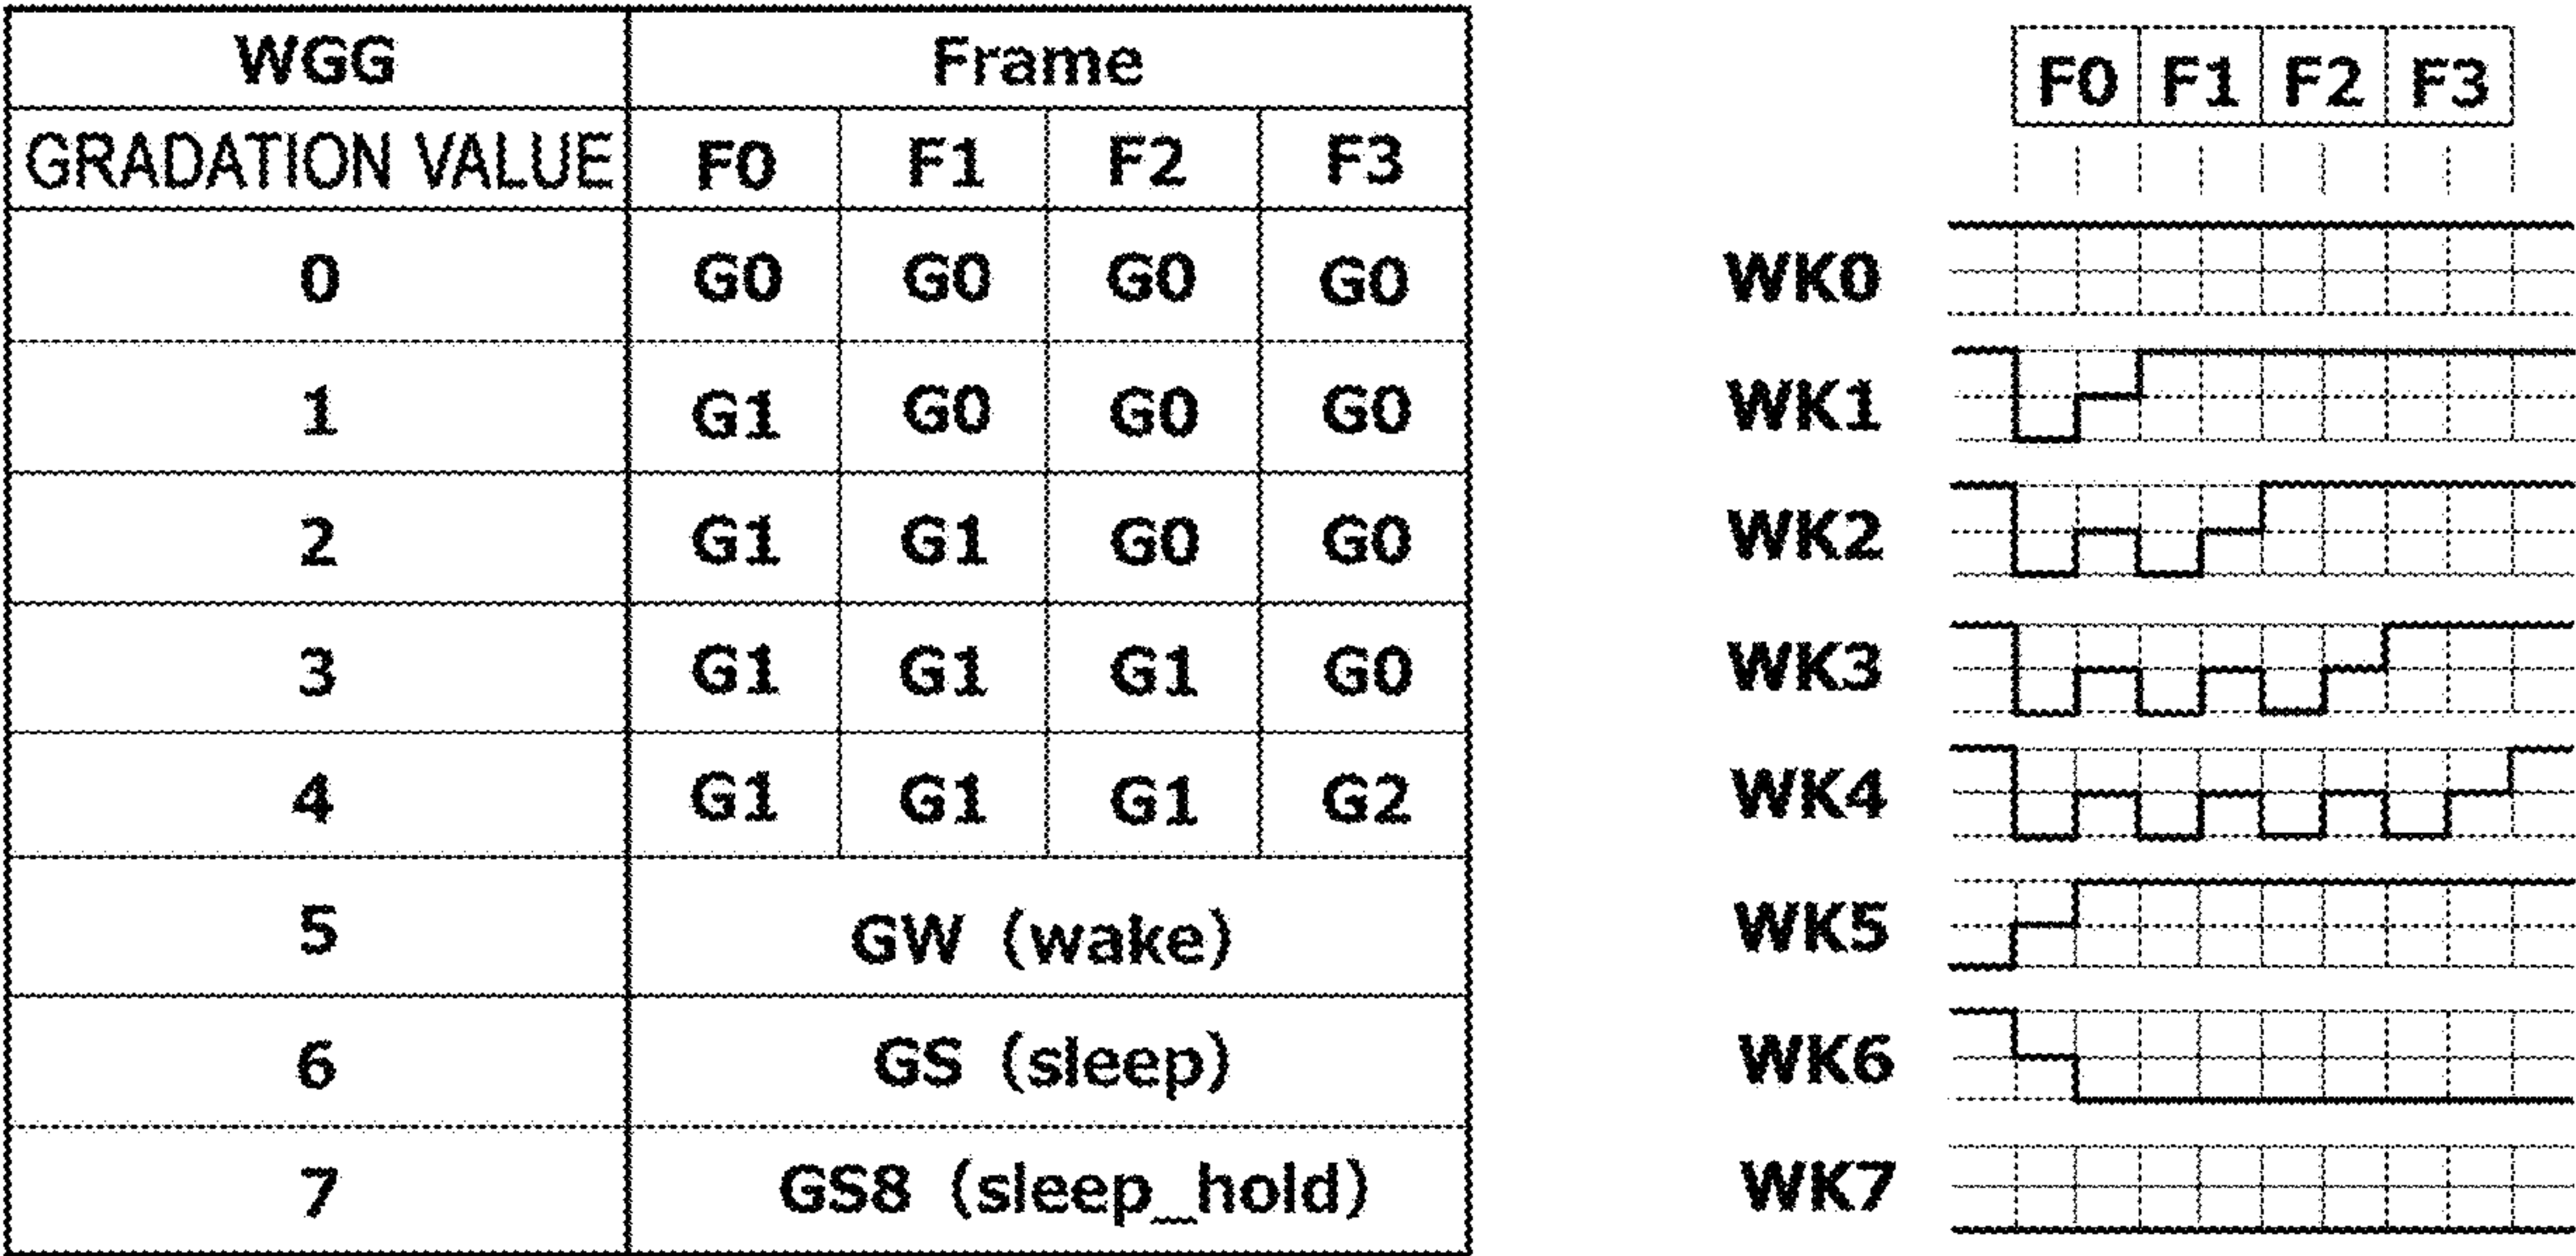 WGG Frame
GRADATION VALUE F0 F1 F2 F3
0 G0 G0 G0 G0
1 G1 G0 G0 G0
2 G1 G1 G0 G0
3 G1 G1 G1 G0
4 G1 G1 G1 G2
5 GW (wake)
6 GS (sleep)
7 GS8 (sleep_hold)
F0 F1 F2 F3
WK0
WK1
WK2
WK3
WK4
WK5
WK6
WK7